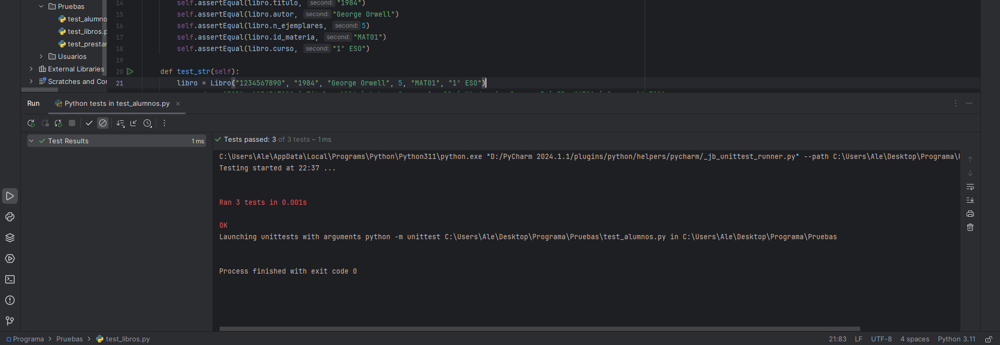 Pruebas
test_alumno
test_libros.p
test_prestar
Usuarios
External Libraries
Scratches and Cor
14 self.assertEqual(libro.titulo, second: "1984")
15 self.assertEqual(libro.autor, second: "George Orwell")
16 self.assertEqual(libro.n_ejemplares, second: 5)
17 self.assertEqual(libro.id_materia, second: "MAT01")
18 self.assertEqual(libro.curso, second: "1° ESO")
19
20 def test_str(self):
21 libro = Libro("1234567890", "1984", "George Orwell", 5, "MAT01", "1° ESO")
Run Python tests in test_alumnos.py
Test Results 1 ms
Tests passed: 3 of 3 tests – 1 ms
C:\Users\Ale\AppData\Local\Programs\Python\Python311\python.exe "D:/PyCharm 2024.1.1/plugins/python/helpers/pycharm/_jb_unittest_runner.py" --path C:\Users\Ale\Desktop\Programa\
Testing started at 22:37 ...
Ran 3 tests in 0.001s
OK
Launching unittests with arguments python -m unittest C:\Users\Ale\Desktop\Programa\Pruebas\test_alumnos.py in C:\Users\Ale\Desktop\Programa\Pruebas
Process finished with exit code 0
Programa > Pruebas > test_libros.py 21:83 LF UTF-8 4 spaces Python 3.11